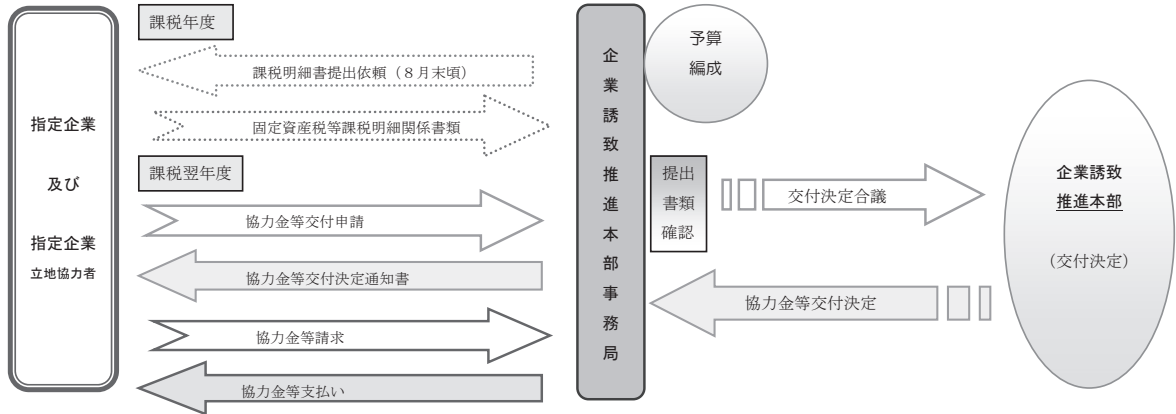 指定企業
及び
指定企業
立地協力者
課税年度
課税明細書提出依頼（８月末頃）
固定資産税等課税明細関係書類
課税翌年度
協力金等交付申請
協力金等交付決定通知書
協力金等請求
協力金等支払い
企業誘致推進本部事務局
予算
編成
提出
書類
確認
交付決定合議
協力金等交付決定
企業誘致
推進本部
（交付決定）